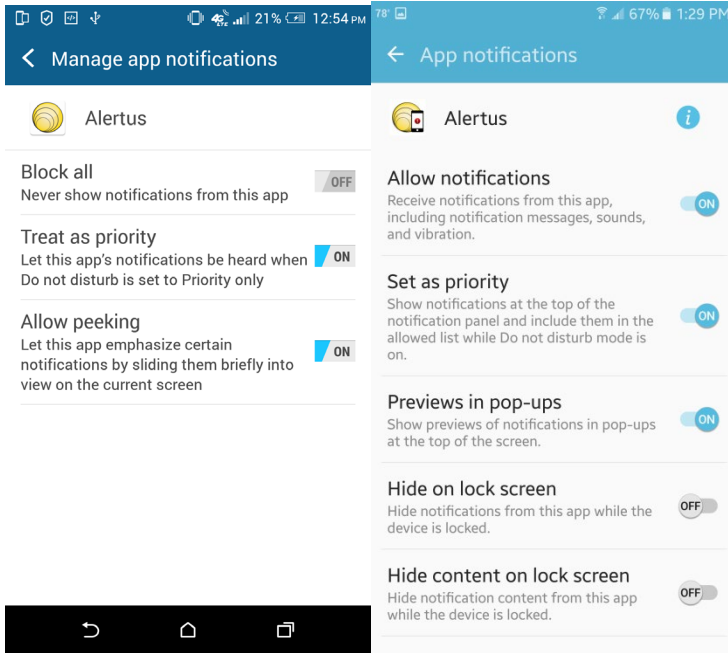 4G LTE 21% 12:54 PM
Manage app notifications
Alertus
Block all
Never show notifications from this app
OFF
Treat as priority
Let this app's notifications be heard when
Do not disturb is set to Priority only
ON
Allow peeking
Let this app emphasize certain
notifications by sliding them briefly into
view on the current screen
ON
78° 67% 1:29 PM
App notifications
Alertus
i
Allow notifications
Receive notifications from this app,
including notification messages, sounds,
and vibration.
ON
Set as priority
Show notifications at the top of the
notification panel and include them in the
allowed list while Do not disturb mode is
on.
ON
Previews in pop-ups
Show previews of notifications in pop-ups
at the top of the screen.
ON
Hide on lock screen
Hide notifications from this app while the
device is locked.
OFF
Hide content on lock screen
Hide notification content from this app
while the device is locked.
OFF